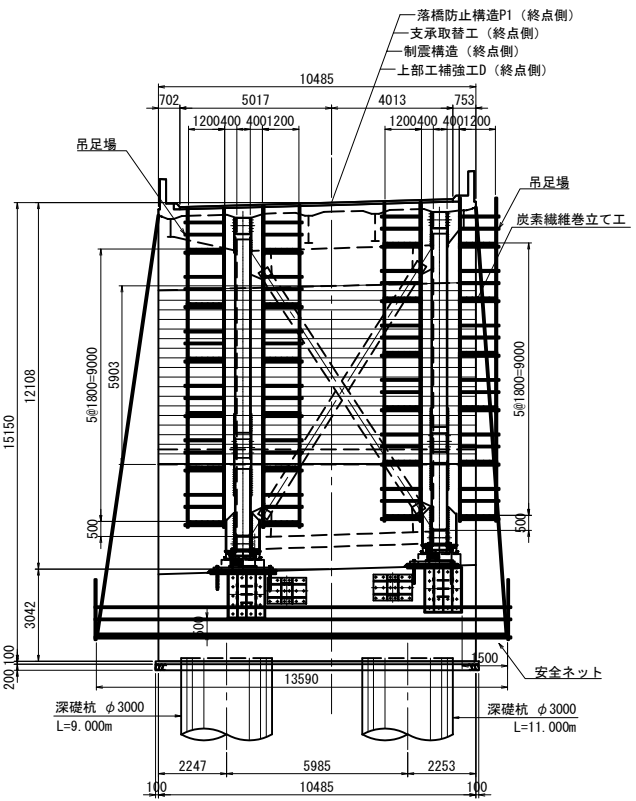 落橋防止構造P1 (終点側)
支承取替工 (終点側)
制震構造 (終点側)
上部工補強工D (終点側)
10485
702
5017
4013
753
1200400
4001200
1200400
4001200
吊足場
吊足場
炭素繊維巻立て工
15150
12108
5@1800=9000
5903
5@1800=9000
500
500
3042
500
100
200
1500
安全ネット
13590
深礎杭 φ3000
L=9.000m
深礎杭 φ3000
L=11.000m
2247
5985
2253
100
10485
100